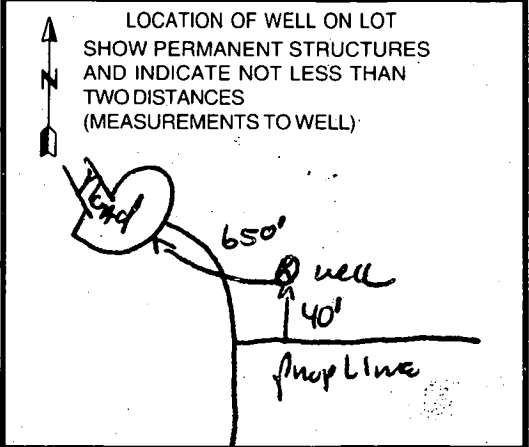 LOCATION OF WELL ON LOT
SHOW PERMANENT STRUCTURES
N AND INDICATE NOT LESS THAN
TWO DISTANCES
(MEASUREMENTS TO WELL)
650'
well
40'
prop Line